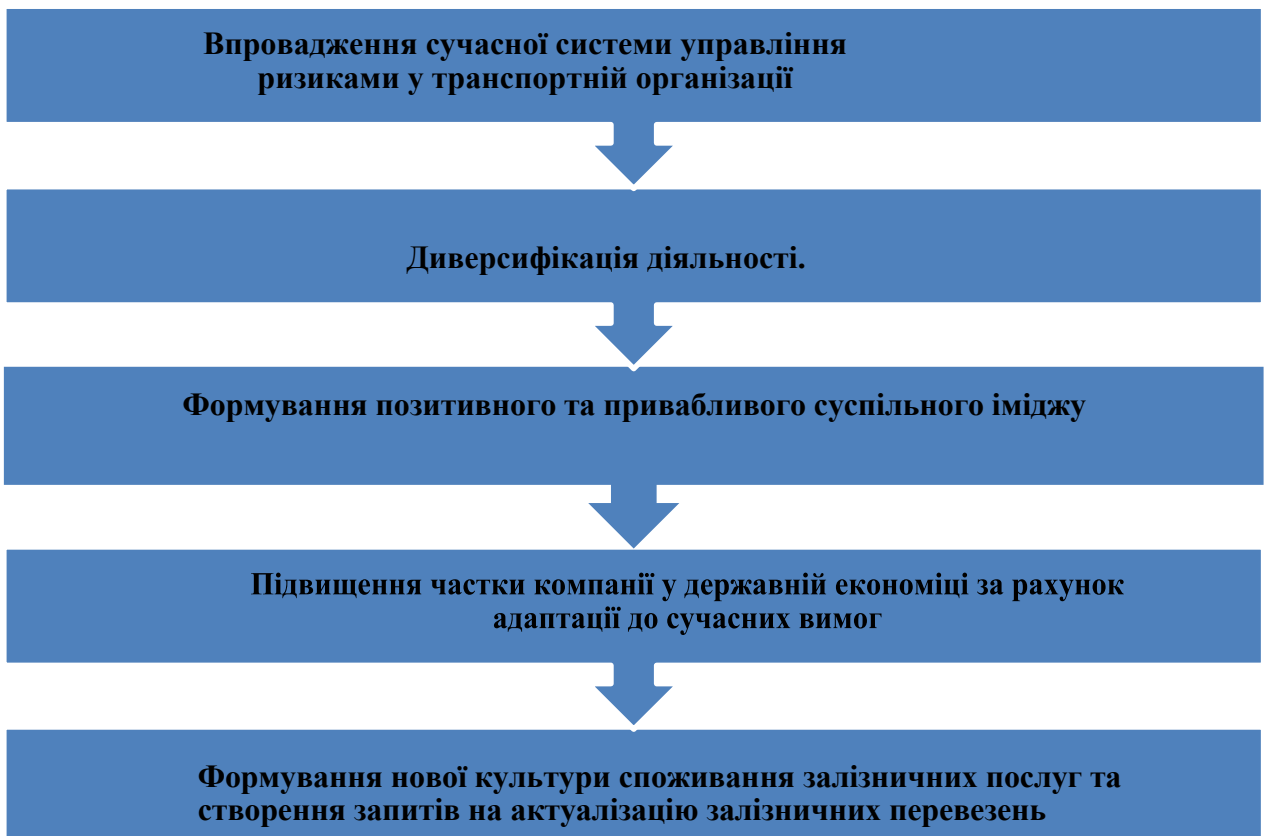 Впровадження сучасної системи управління
ризиками у транспортній організації
Диверсифікація діяльності.
Формування позитивного та привабливого суспільного іміджу
Підвищення частки компанії у державній економіці за рахунок
адаптації до сучасних вимог
Формування нової культури споживання залізничних послуг та
створення запитів на актуалізацію залізничних перевезень